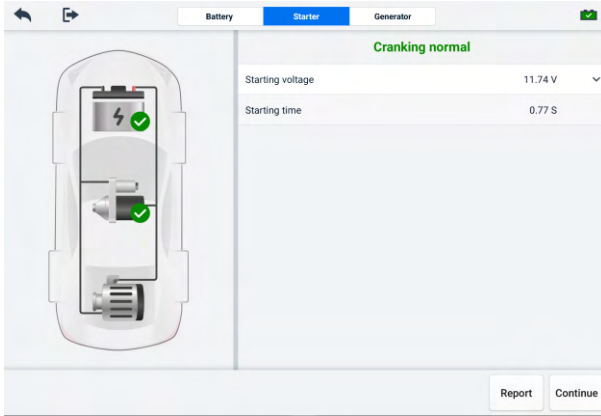 Battery Starter Generator
Cranking normal
Starting voltage 11.74 V
Starting time 0.77 S
Report Continue